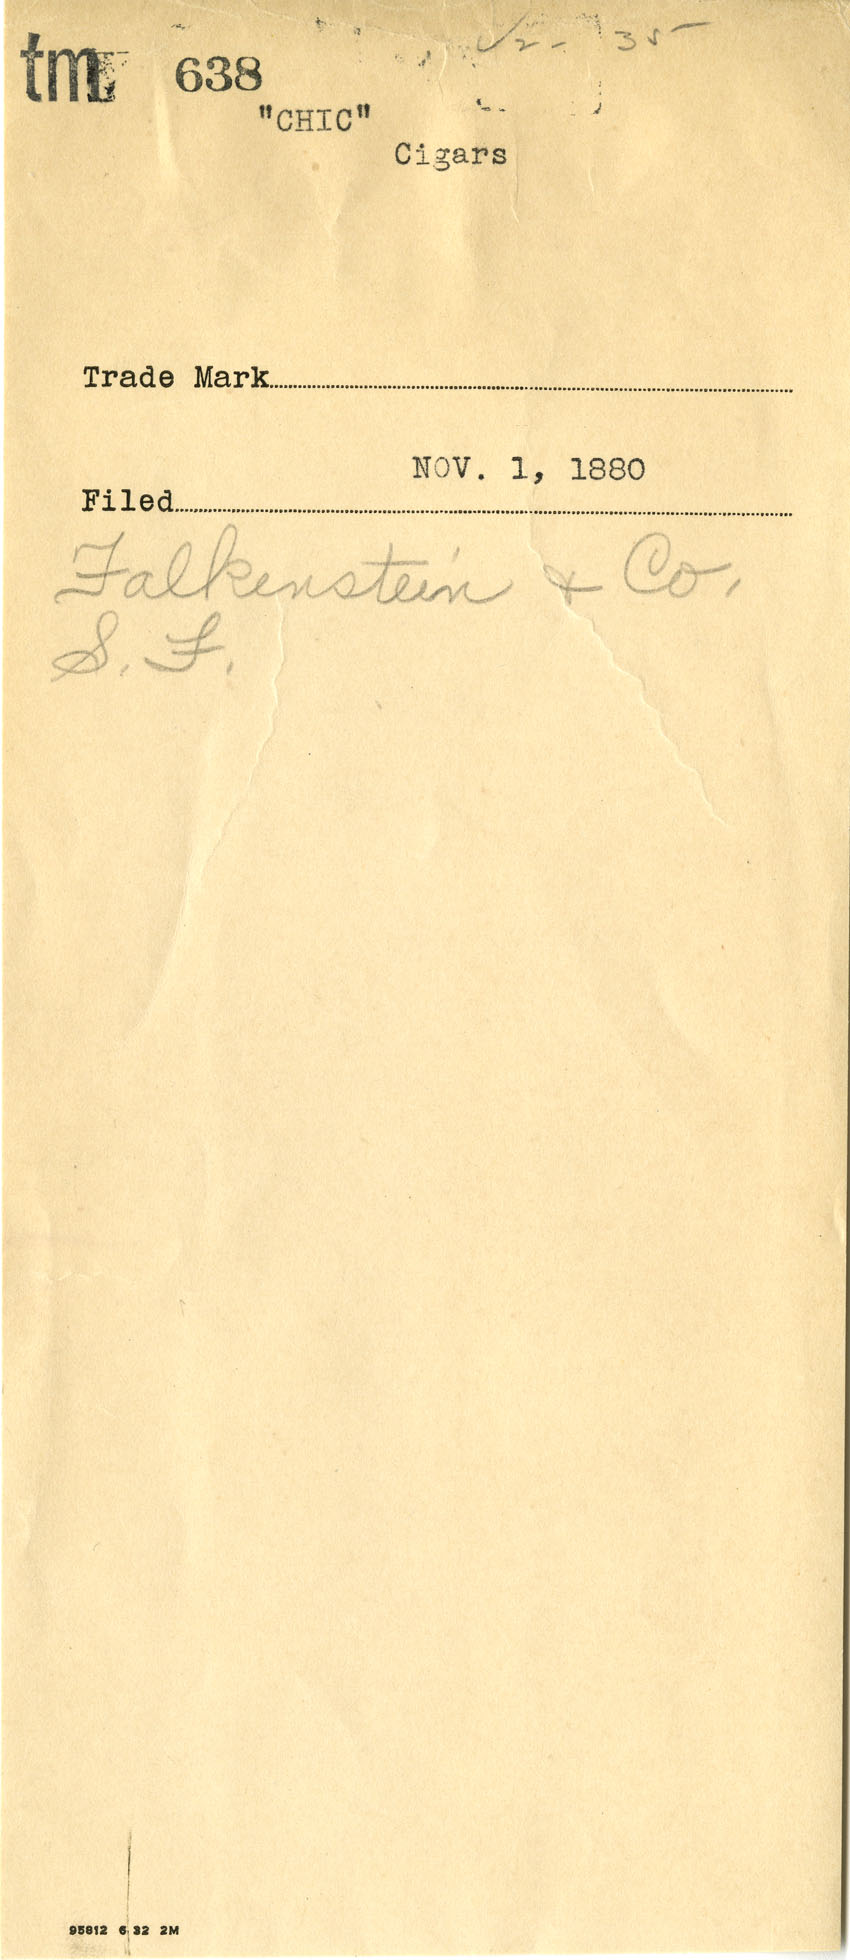 tm 638
"CHIC"
Cigars
Trade Mark
NOV. 1, 1880
Filed
Falkenstein & Co.
S. F.
95812 6 32 2M